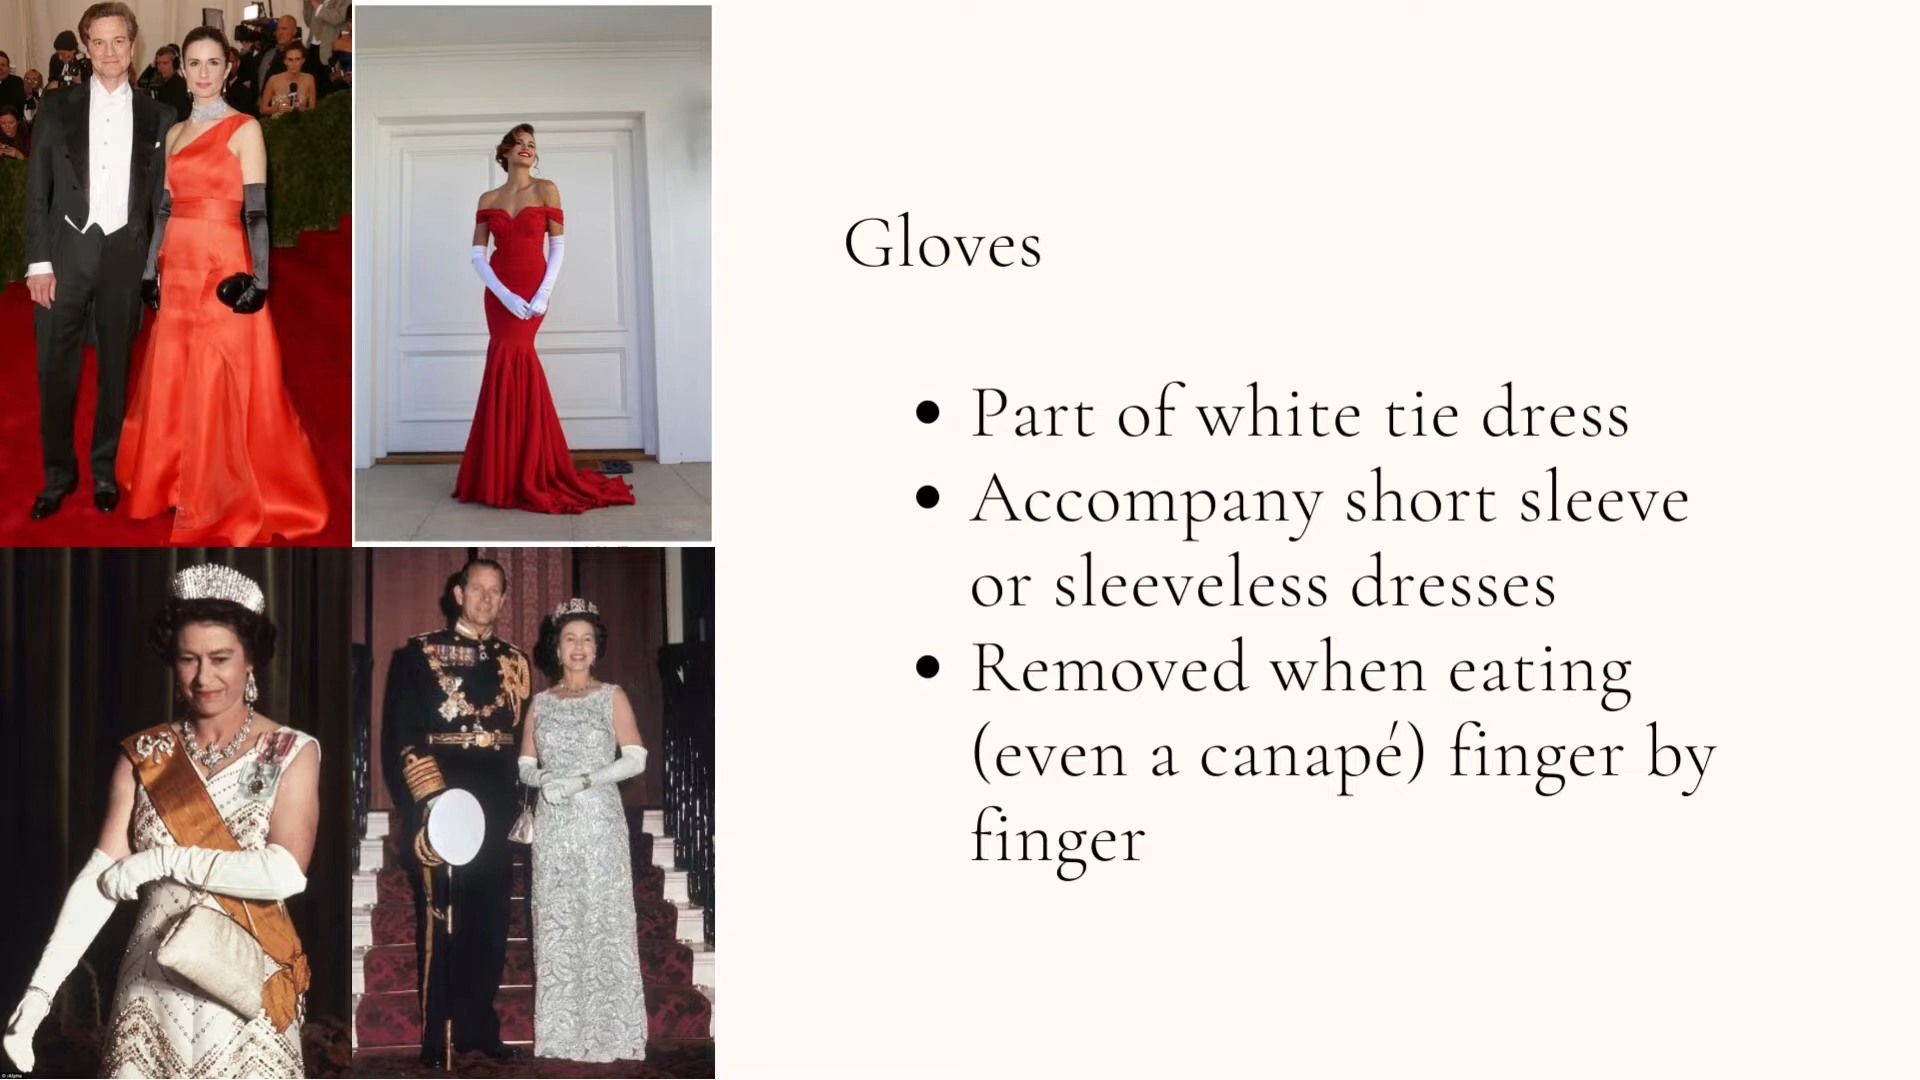 Gloves
• Part of white tie dress
• Accompany short sleeve
or sleeveless dresses
• Removed when eating
(even a canapé) finger by
finger